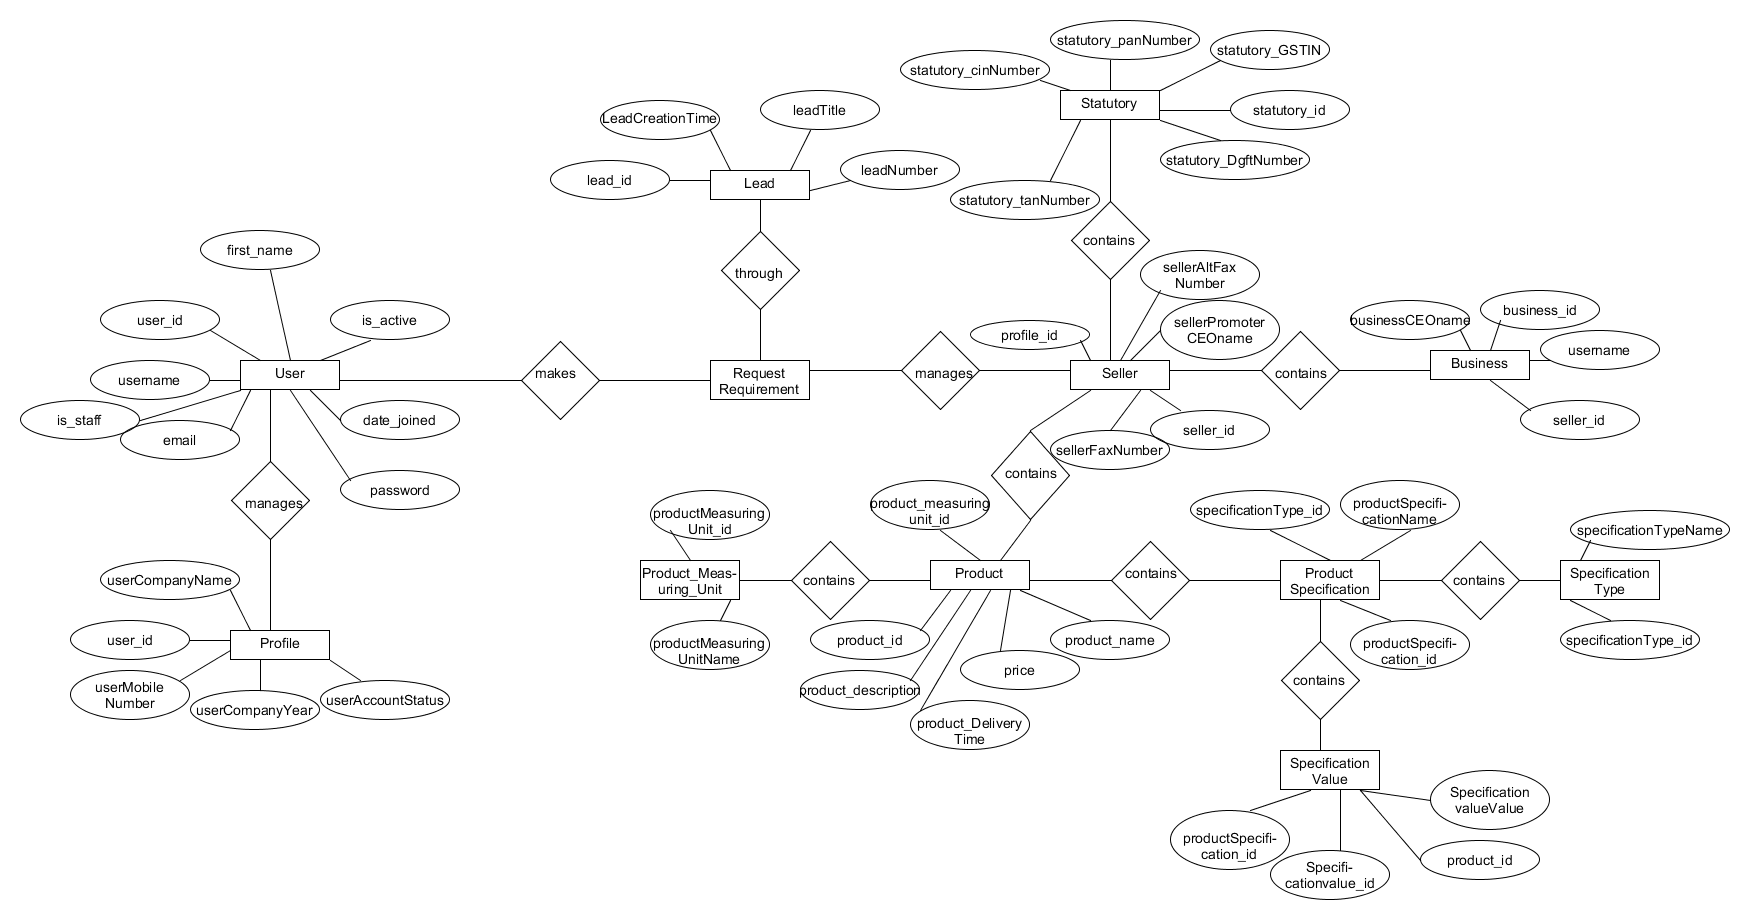 statutory_panNumber
statutory_GSTIN
statutory_cinNumber
Statutory
statutory_id
statutory_DgftNumber
statutory_tanNumber
LeadCreationTime
leadTitle
leadNumber
lead_id
Lead
through
contains
first_name
user_id
is_active
username
User
is_staff
email
date_joined
password
makes
Request
Requirement
manages
profile_id
sellerAltFax
Number
sellerPromoter
CEOname
Seller
sellerFaxNumber
seller_id
contains
businessCEOname
business_id
username
Business
seller_id
manages
contains
userCompanyName
user_id
Profile
userMobile
Number
userCompanyYear
userAccountStatus
productMeasuring
Unit_id
Product_Meas-
uring_Unit
productMeasuring
UnitName
contains
product_measuring
unit_id
Product
product_id
product_description
product_Delivery
Time
price
product_name
contains
specificationType_id
productSpecifi-
cationName
Product
Specification
productSpecifi-
cation_id
contains
specificationTypeName
Specification
Type
specificationType_id
contains
Specification
Value
productSpecifi-
cation_id
Specifi-
cationvalue_id
Specification
valueValue
product_id